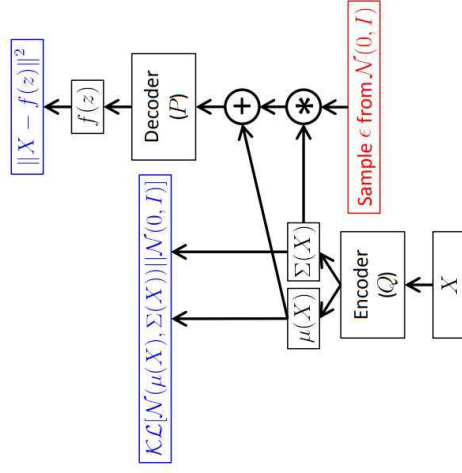 ‖X − f(z)‖²
f(z)
Decoder
(P)
+
*
Sample ϵ from 𝒩(0, I)
𝒦ℒ[𝒩(μ(X), Σ(X))||𝒩(0, I)]
μ(X)
Σ(X)
Encoder
(Q)
X